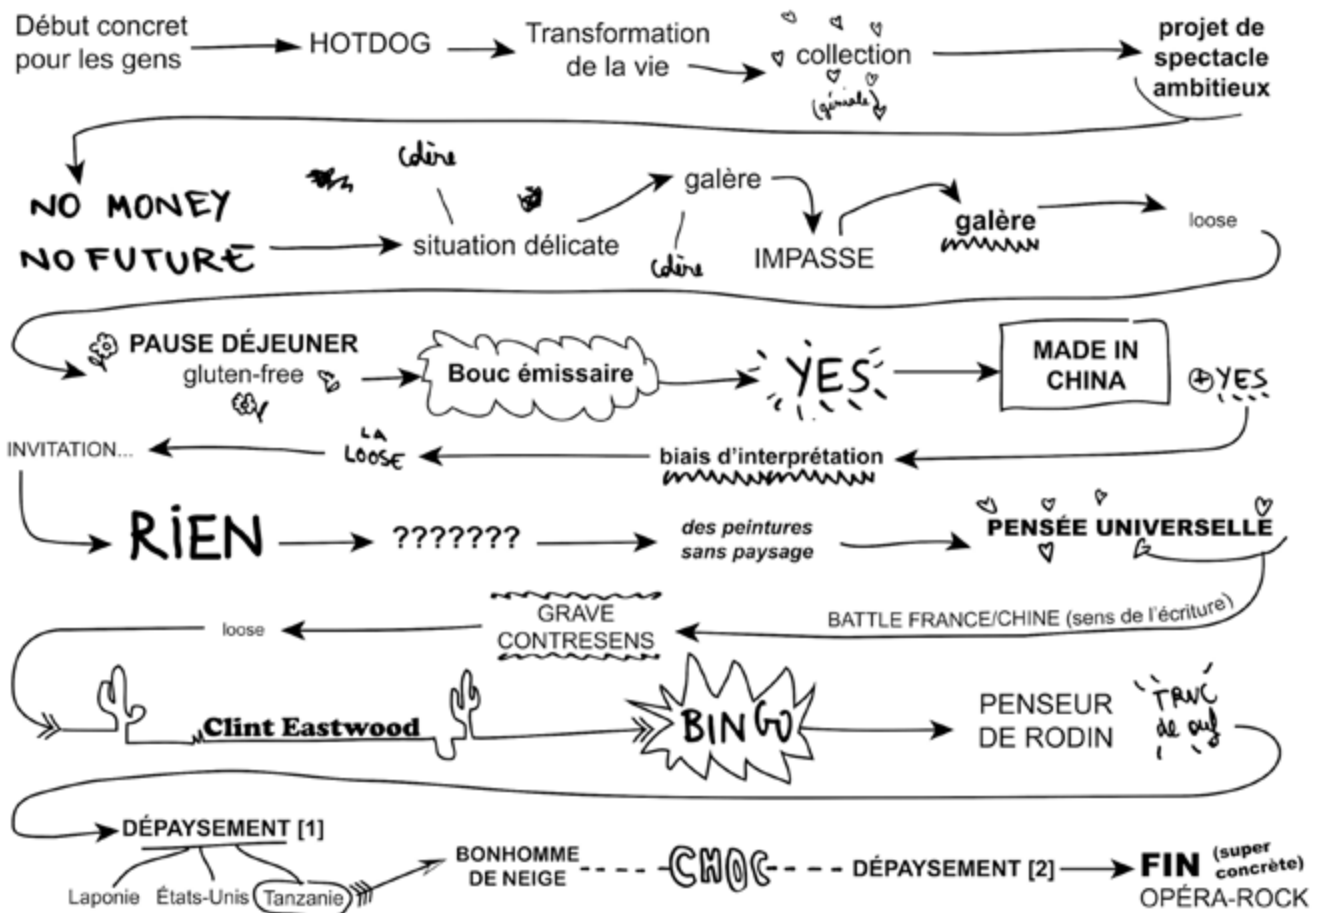 Début concret
pour les gens
HOTDOG
Transformation
de la vie
collection
(géniale)
projet de
spectacle
ambitieux
NO MONEY
NO FUTURE
Colère
situation délicate
galère
Colère
IMPASSE
galère
loose
PAUSE DÉJEUNER
gluten-free
Bouc émissaire
YES
MADE IN
CHINA
+ YES
biais d'interprétation
LA
LOOSE
INVITATION...
RiEN
???????
des peintures
sans paysage
PENSÉE UNIVERSELLE
BATTLE FRANCE/CHINE (sens de l'écriture)
GRAVE
CONTRESENS
loose
Clint Eastwood
BINGO
PENSEUR
DE RODIN
TRUC
de ouf
DÉPAYSEMENT [1]
Laponie États-Unis Tanzanie
BONHOMME
DE NEIGE
CHOC
DÉPAYSEMENT [2]
FIN (super
concrète)
OPÉRA-ROCK